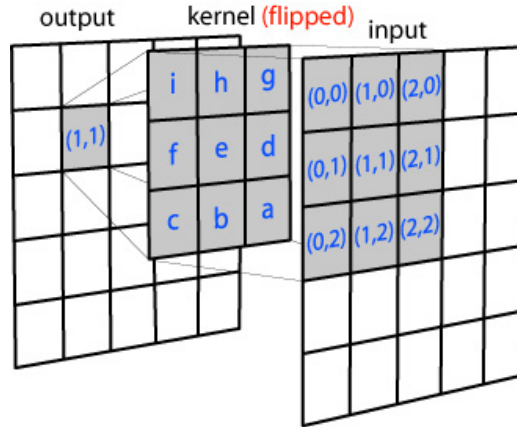 output kernel (flipped) input
i h g
f e d
c b a
(1,1)
(0,0) (1,0) (2,0)
(0,1) (1,1) (2,1)
(0,2) (1,2) (2,2)